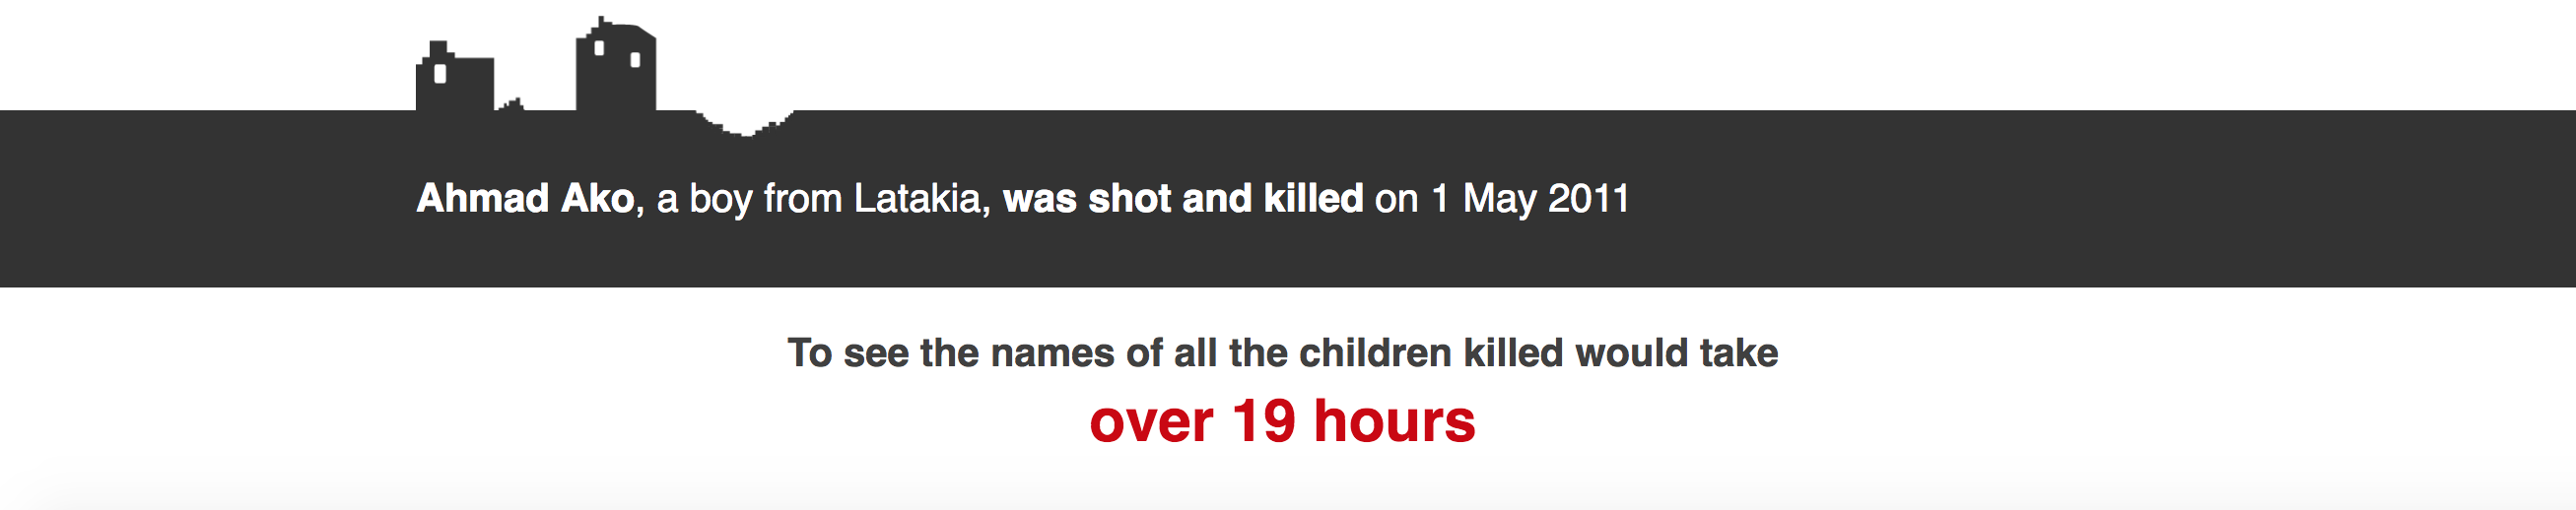 Ahmad Ako, a boy from Latakia, was shot and killed on 1 May 2011
To see the names of all the children killed would take
over 19 hours